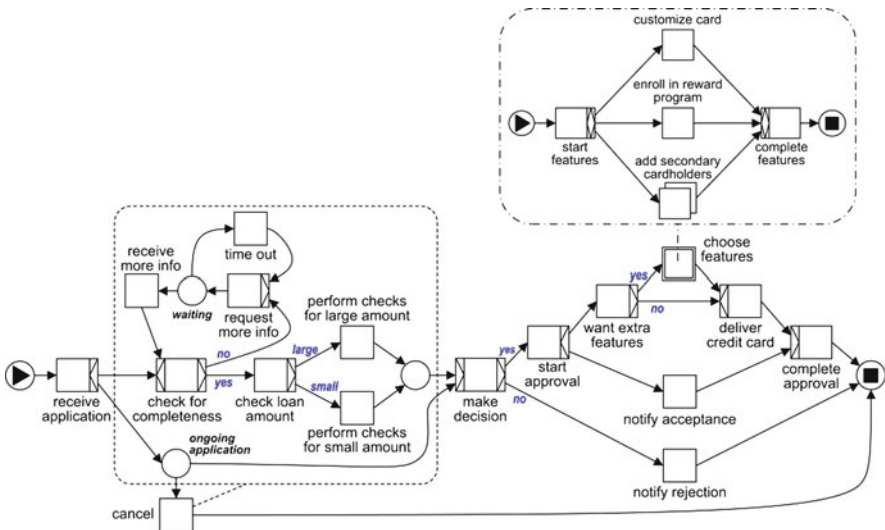 customize card
enroll in reward
program
start
features
complete
features
add secondary
cardholders
choose
features
time out
receive
more info
waiting
request
more info
perform checks
for large amount
yes
no
want extra
features
deliver
credit card
no
yes
large
small
yes
no
start
approval
complete
approval
receive
application
check for
completeness
check loan
amount
make
decision
perform checks
for small amount
notify acceptance
ongoing
application
notify rejection
cancel